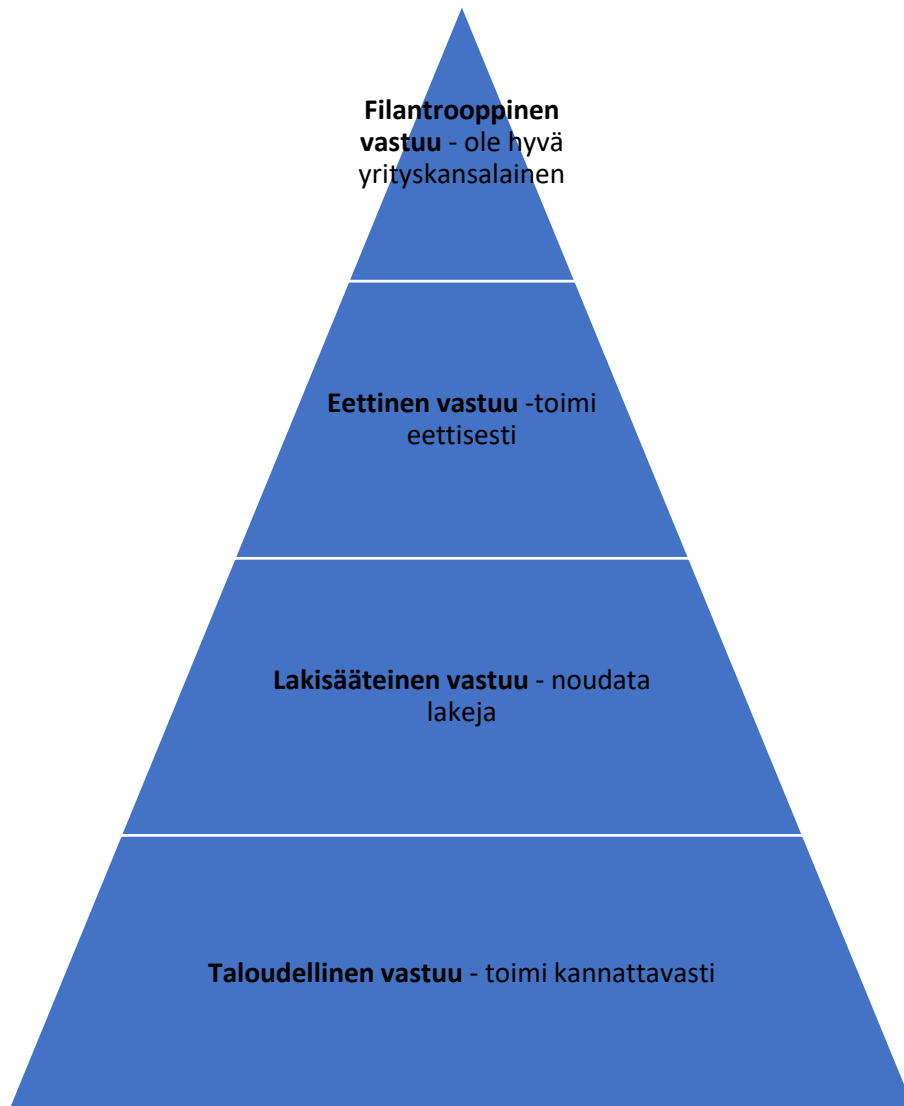 Filantrooppinen
vastuu - ole hyvä
yrityskansalainen
Eettinen vastuu -toimi
eettisesti
Lakisääteinen vastuu - noudata
lakeja
Taloudellinen vastuu - toimi kannattavasti